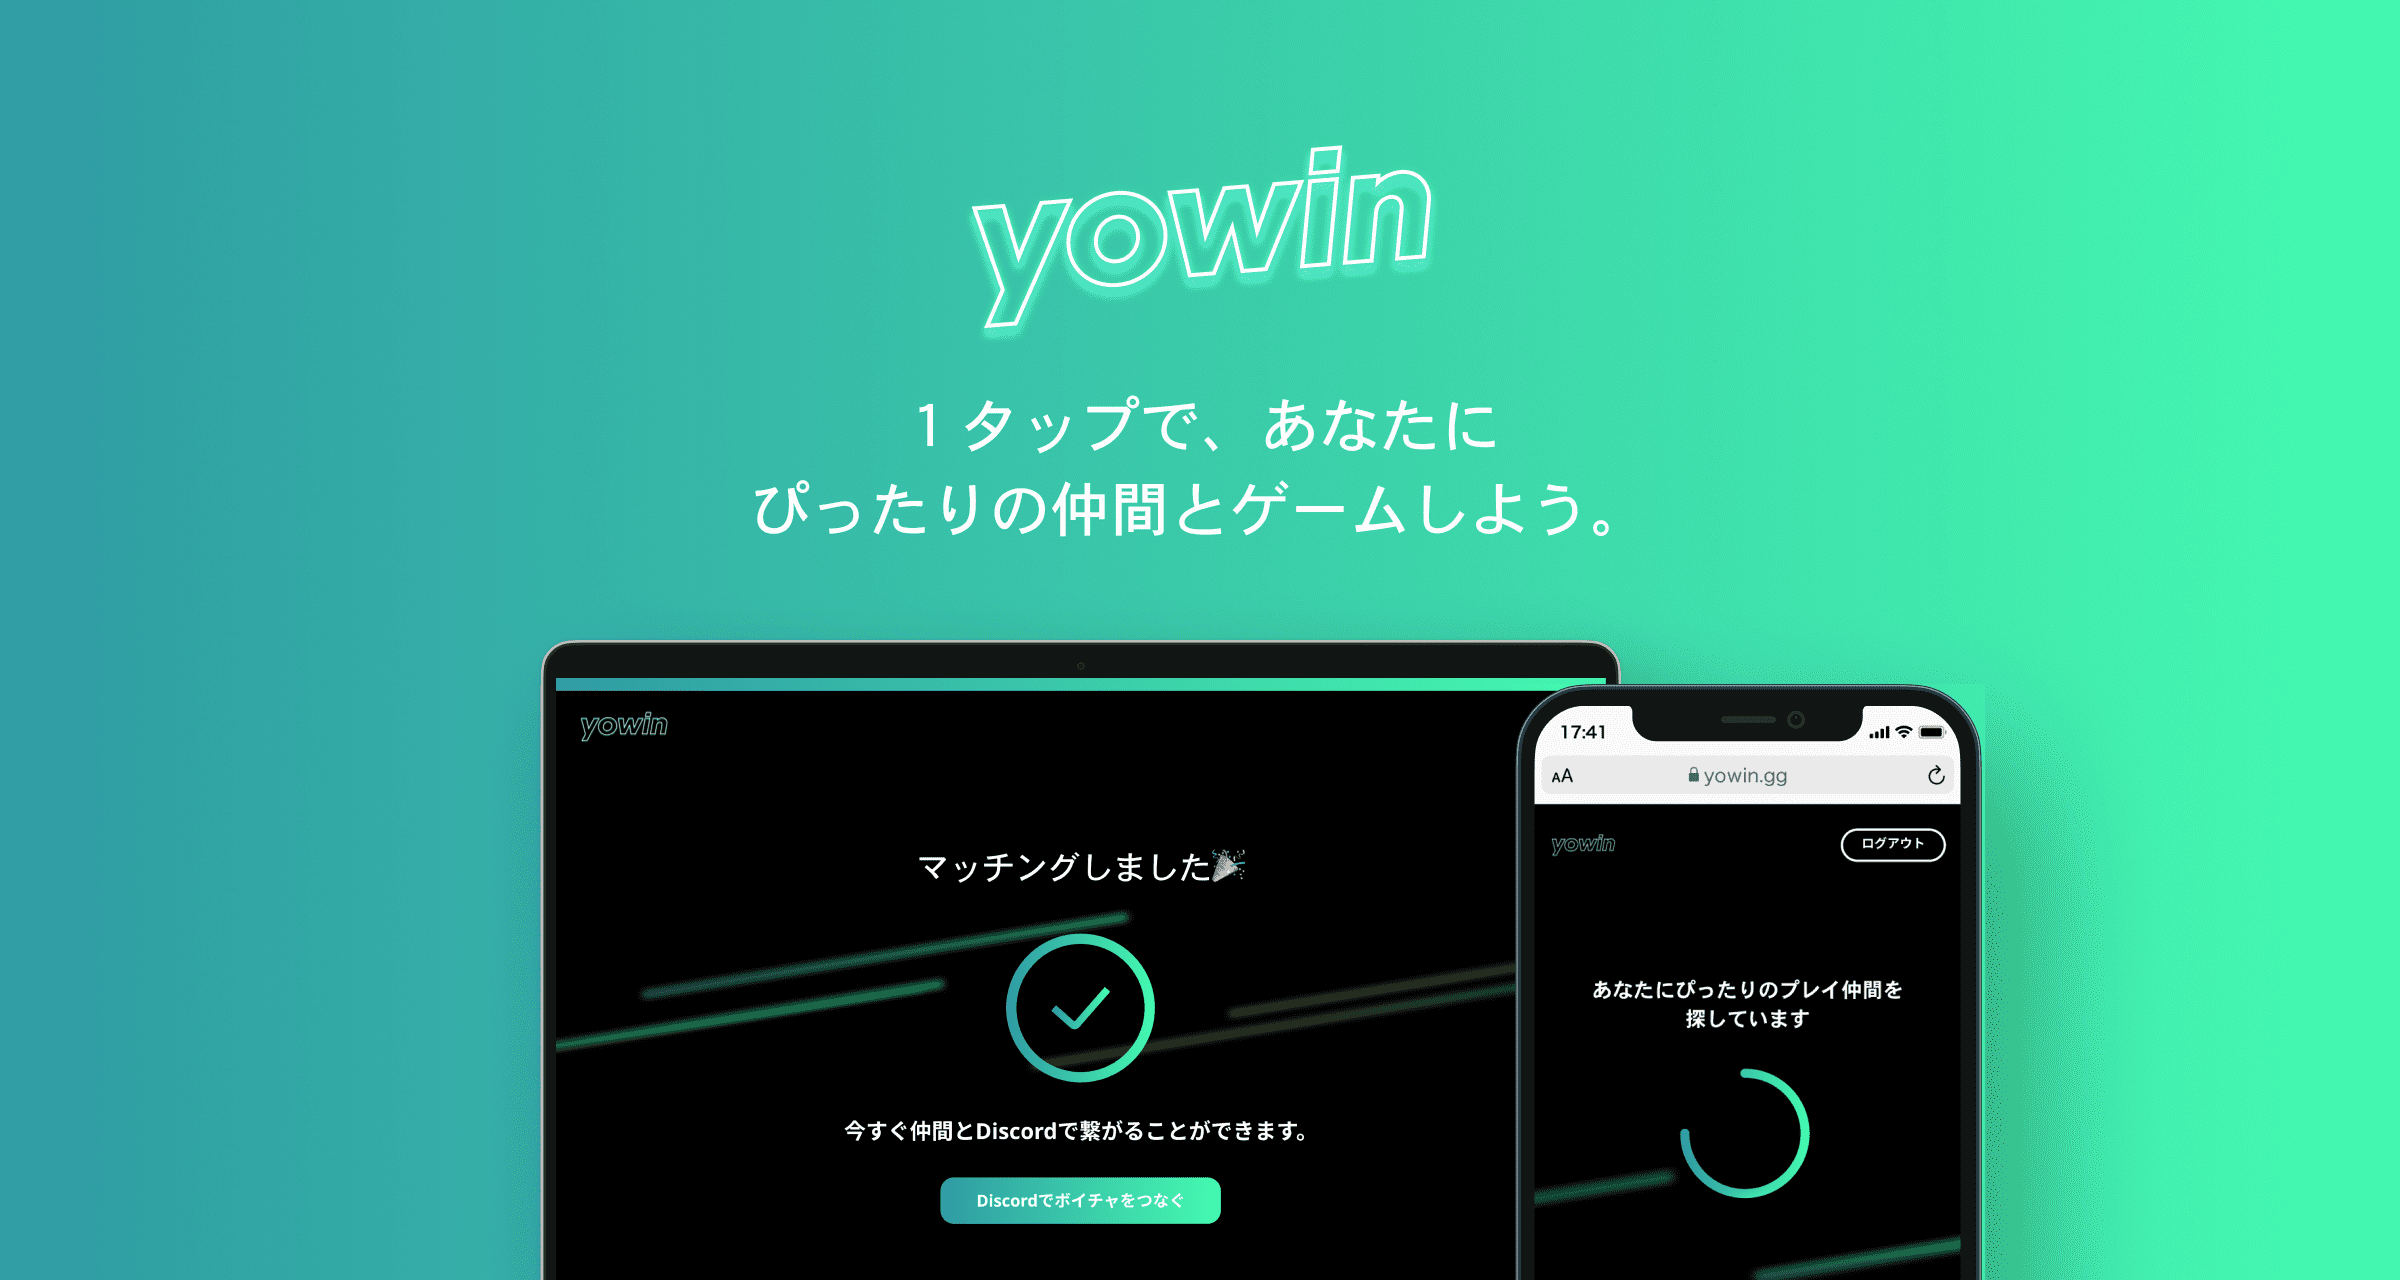 yowin
1 タップで、あなたに
ぴったりの仲間とゲームしよう。
yowin
マッチングしました🎉
今すぐ仲間とDiscordで繋がることができます。
Discordでボイチャをつなぐ
17:41
AA
yowin.gg
yowin
ログアウト
あなたにぴったりのプレイ仲間を
探しています